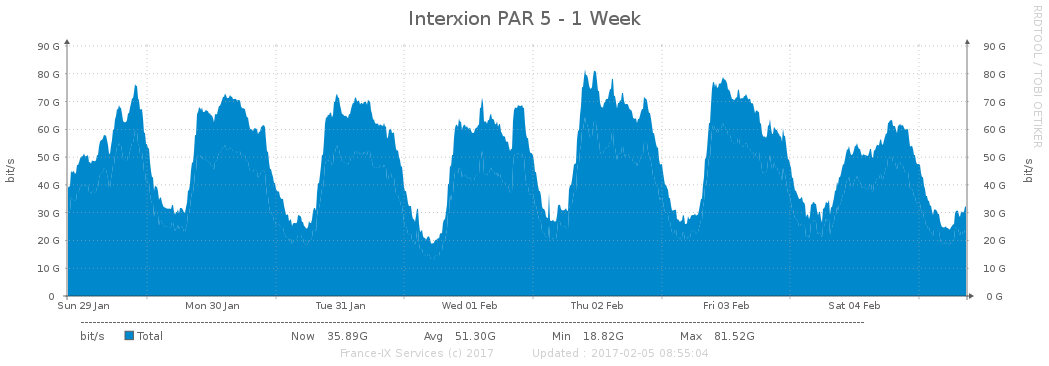 Interxion PAR 5 - 1 Week
RRDTOOL / TOBI OETIKER
bit/s
90 G 90 G
80 G 80 G
70 G 70 G
60 G 60 G
50 G 50 G
40 G 40 G
30 G 30 G
20 G 20 G
10 G 10 G
0 0 G
bit/s
Sun 29 Jan Mon 30 Jan Tue 31 Jan Wed 01 Feb Thu 02 Feb Fri 03 Feb Sat 04 Feb
bit/s Total Now 35.89G Avg 51.30G Min 18.82G Max 81.52G
France-IX Services (c) 2017 Updated : 2017-02-05 08:55:04